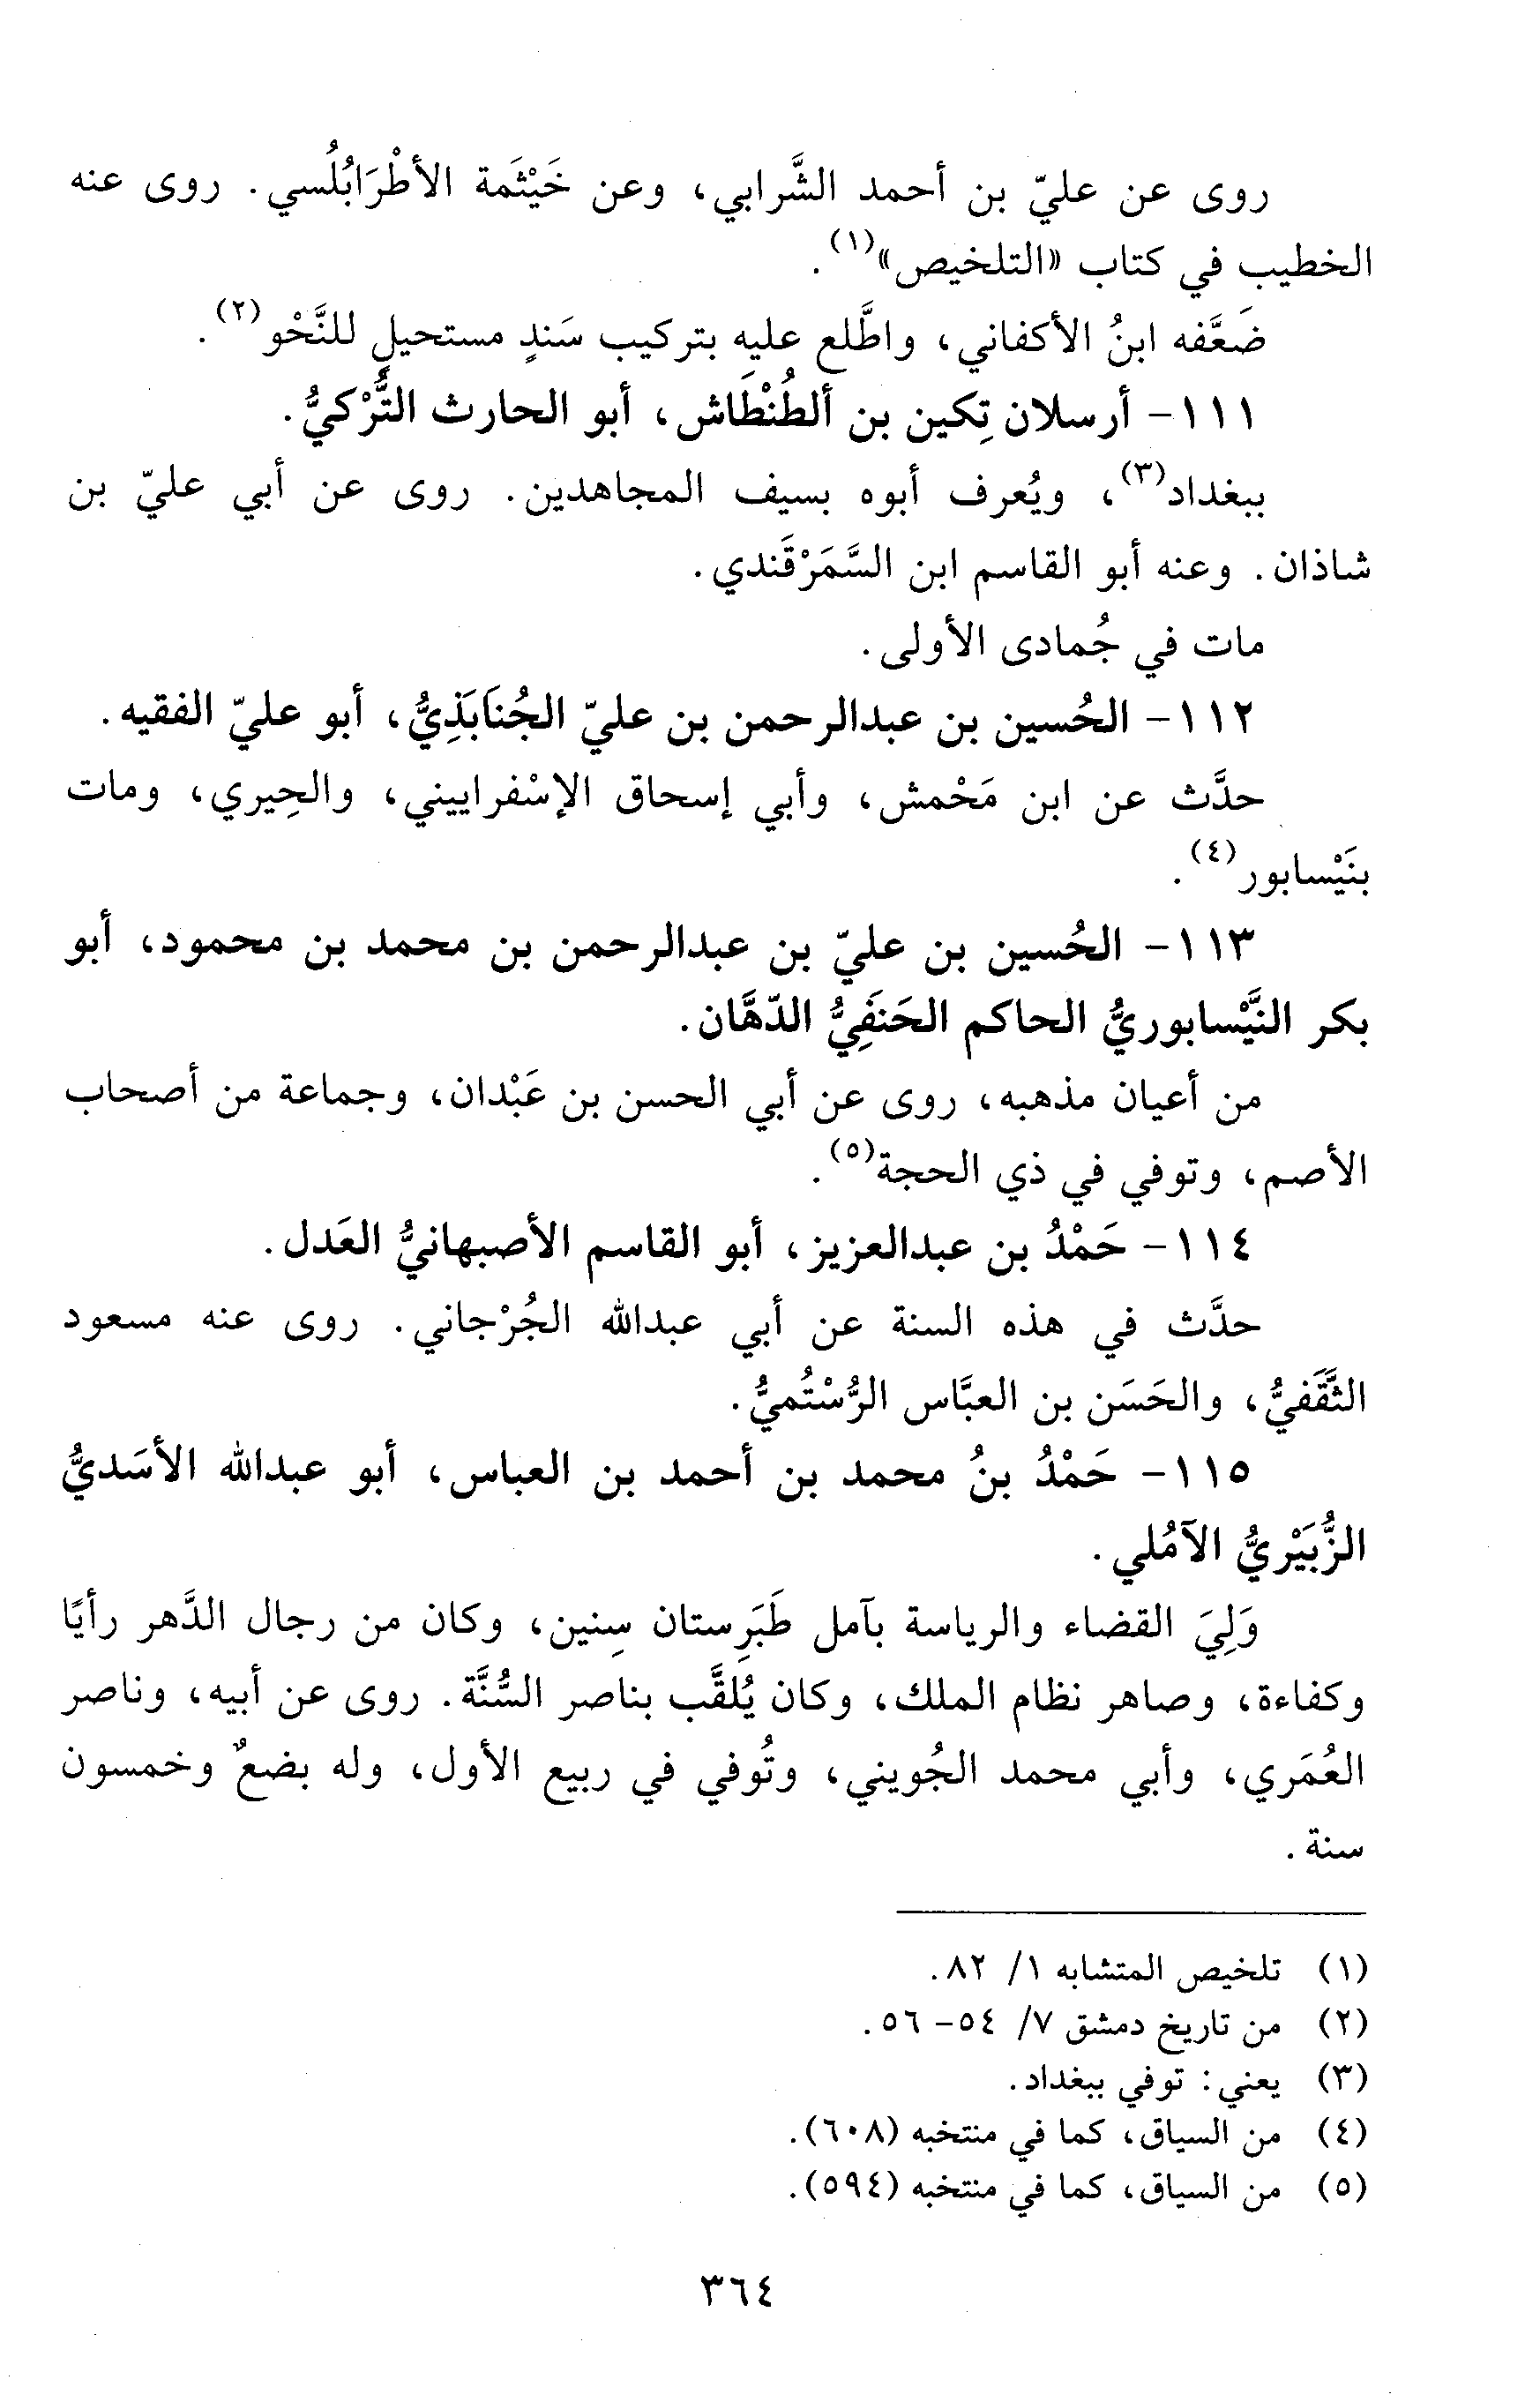 روى عن عليّ بن أحمد الشَّرابي، وعن خَيْثَمة الأطْرَابُلُسي. روى عنه
الخطيب في كتاب «التلخيص»(١).
ضَعَّفه ابنُ الأكفاني، واطَّلع عليه بتركيب سَندٍ مستحيلٍ للنَّحْو(٢).
١١١- أرسلان تِكين بن ألطُنْطَاش، أبو الحارث التُّرْكيُّ.
ببغداد(٣)، ويُعرف أبوه بسيف المجاهدين. روى عن أبي عليّ بن
شاذان. وعنه أبو القاسم ابن السَّمَرْقَندي.
مات في جُمادى الأولى.
١١٢- الحُسين بن عبدالرحمن بن عليّ الجُنَابَذِيُّ، أبو عليّ الفقيه.
حدَّث عن ابن مَحْمش، وأبي إسحاق الإسْفراييني، والحِيري، ومات
بنَيْسابور(٤).
١١٣- الحُسين بن عليّ بن عبدالرحمن بن محمد بن محمود، أبو
بكر النَّيْسابوريُّ الحاكم الحَنَفِيُّ الدّهَّان.
من أعيان مذهبه، روى عن أبي الحسن بن عَبْدان، وجماعة من أصحاب
الأصم، وتوفي في ذي الحجة(٥).
١١٤- حَمْدُ بن عبدالعزيز، أبو القاسم الأصبهانيُّ العَدل.
حدَّث في هذه السنة عن أبي عبدالله الجُرْجاني. روى عنه مسعود
الثَّقَفيُّ، والحَسَن بن العبَّاس الرُّسْتُميُّ.
١١٥- حَمْدُ بنُ محمد بن أحمد بن العباس، أبو عبدالله الأسَديُّ
الزُّبَيْريُّ الآمُلي.
وَلِيَ القضاء والرياسة بآمل طَبَرِستان سِنين، وكان من رجال الدَّهر رأيًا
وكفاءة، وصاهر نظام الملك، وكان يُلقَّب بناصر السُّنَّة. روى عن أبيه، وناصر
العُمَري، وأبي محمد الجُويني، وتُوفي في ربيع الأول، وله بضعٌ وخمسون
سنة.
(١) تلخيص المتشابه ١/ ٨٢.
(٢) من تاريخ دمشق ٧/ ٥٤- ٥٦.
(٣) يعني: توفي ببغداد.
(٤) من السياق، كما في منتخبه (٦٠٨).
(٥) من السياق، كما في منتخبه (٥٩٤).
٣٦٤